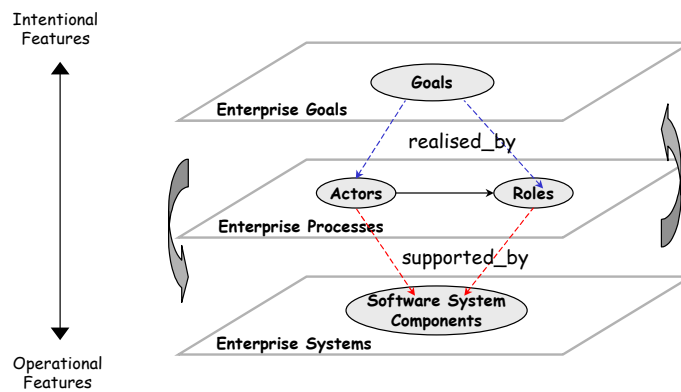 Intentional
Features
Goals
Enterprise Goals
realised_by
Actors
Roles
Enterprise Processes
supported_by
Software System
Components
Enterprise Systems
Operational
Features